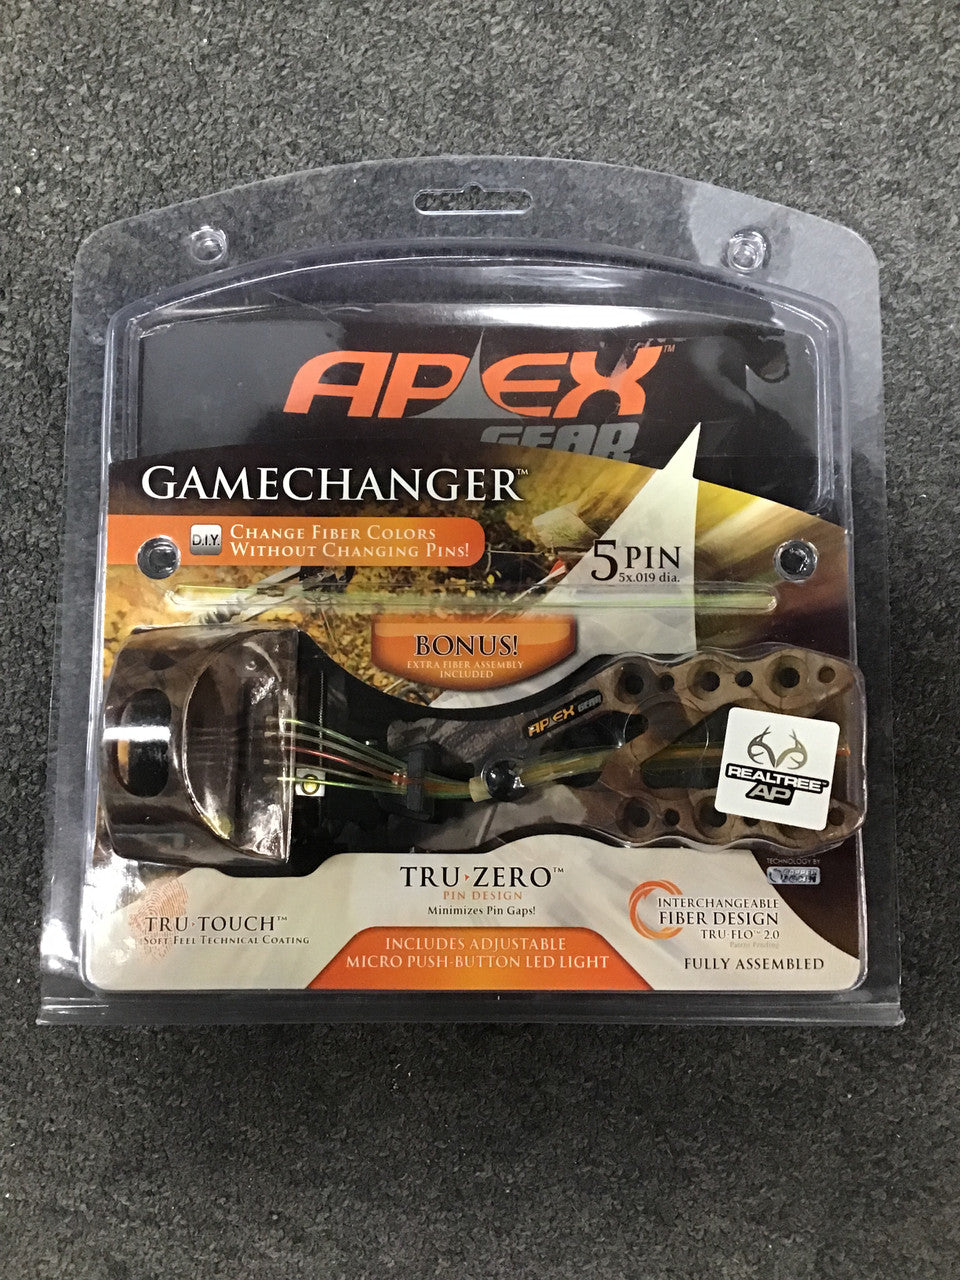 APEX™
GEAR
GAMECHANGER™
D.I.Y.
CHANGE FIBER COLORS
WITHOUT CHANGING PINS!
5 PIN
5x.019 dia.
BONUS!
EXTRA FIBER ASSEMBLY
INCLUDED
APEX GEAR
REALTREE®
AP
TECHNOLOGY BY
TRU·ZERO™
PIN DESIGN
Minimizes Pin Gaps!
TRU·TOUCH™
SOFT FEEL TECHNICAL COATING
INTERCHANGEABLE
FIBER DESIGN
TRU·FLO™ 2.0
Patent Pending
INCLUDES ADJUSTABLE
MICRO PUSH-BUTTON LED LIGHT
FULLY ASSEMBLED